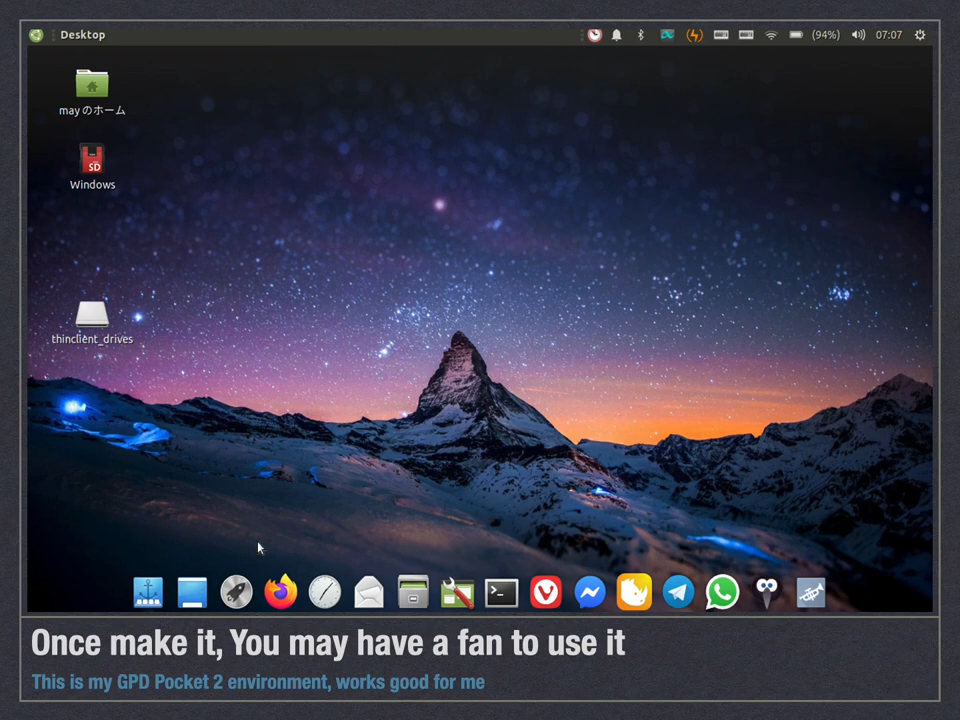 Desktop
(94%)
07:07
may のホーム
SD
Windows
thinclient_drives
>_
Once make it, You may have a fan to use it
This is my GPD Pocket 2 environment, works good for me